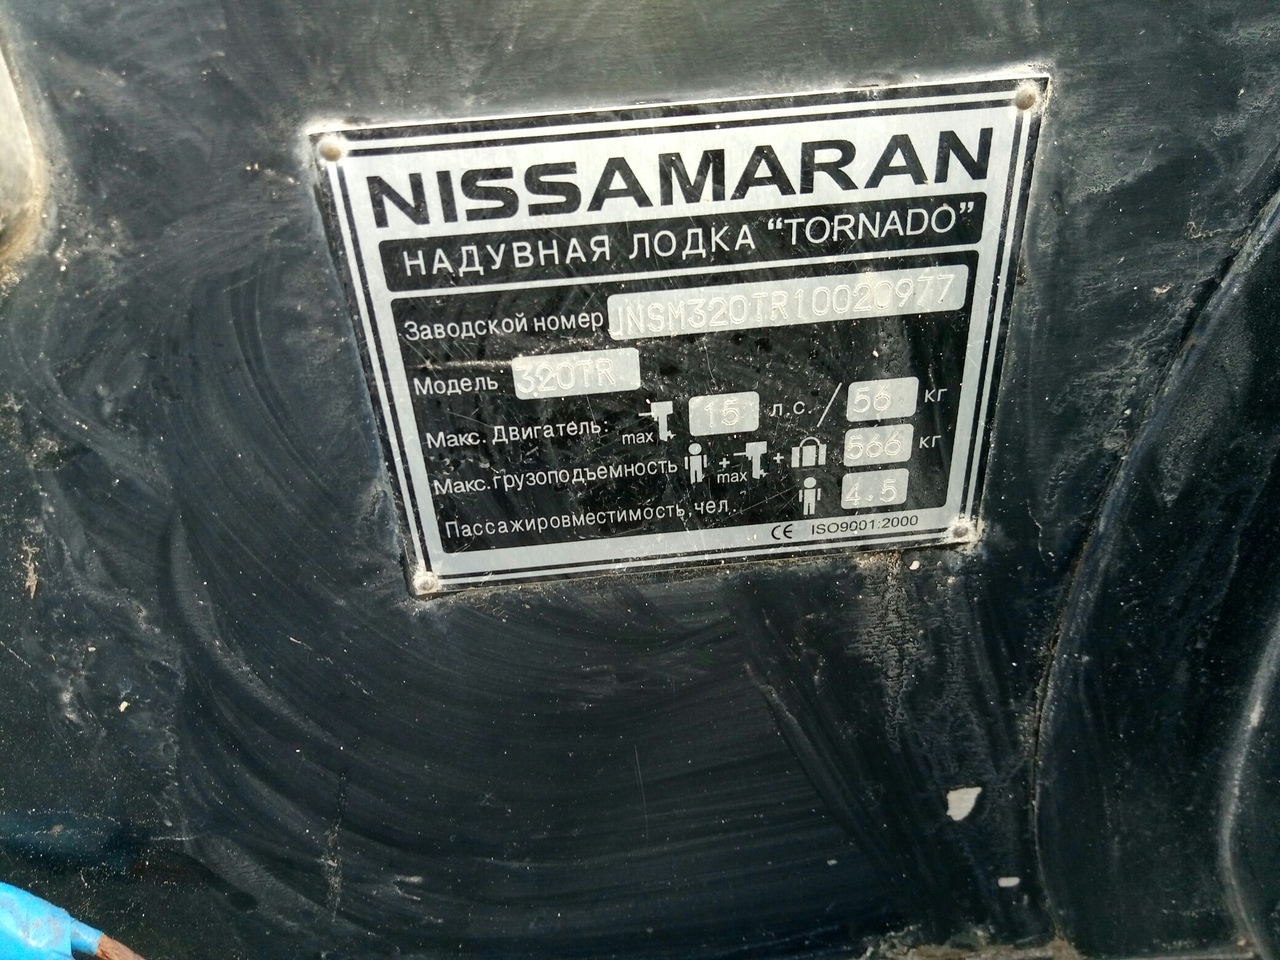 NISSAMARAN
НАДУВНАЯ ЛОДКА “TORNADO”
Заводской номер JNSM320TR10020977
Модель 320TR
Макс. Двигатель: max 15 л.с. / 56 кг
Макс. грузоподъемность + max + 566 кг
Пассажировместимость, чел. 4.5
CE ISO9001:2000